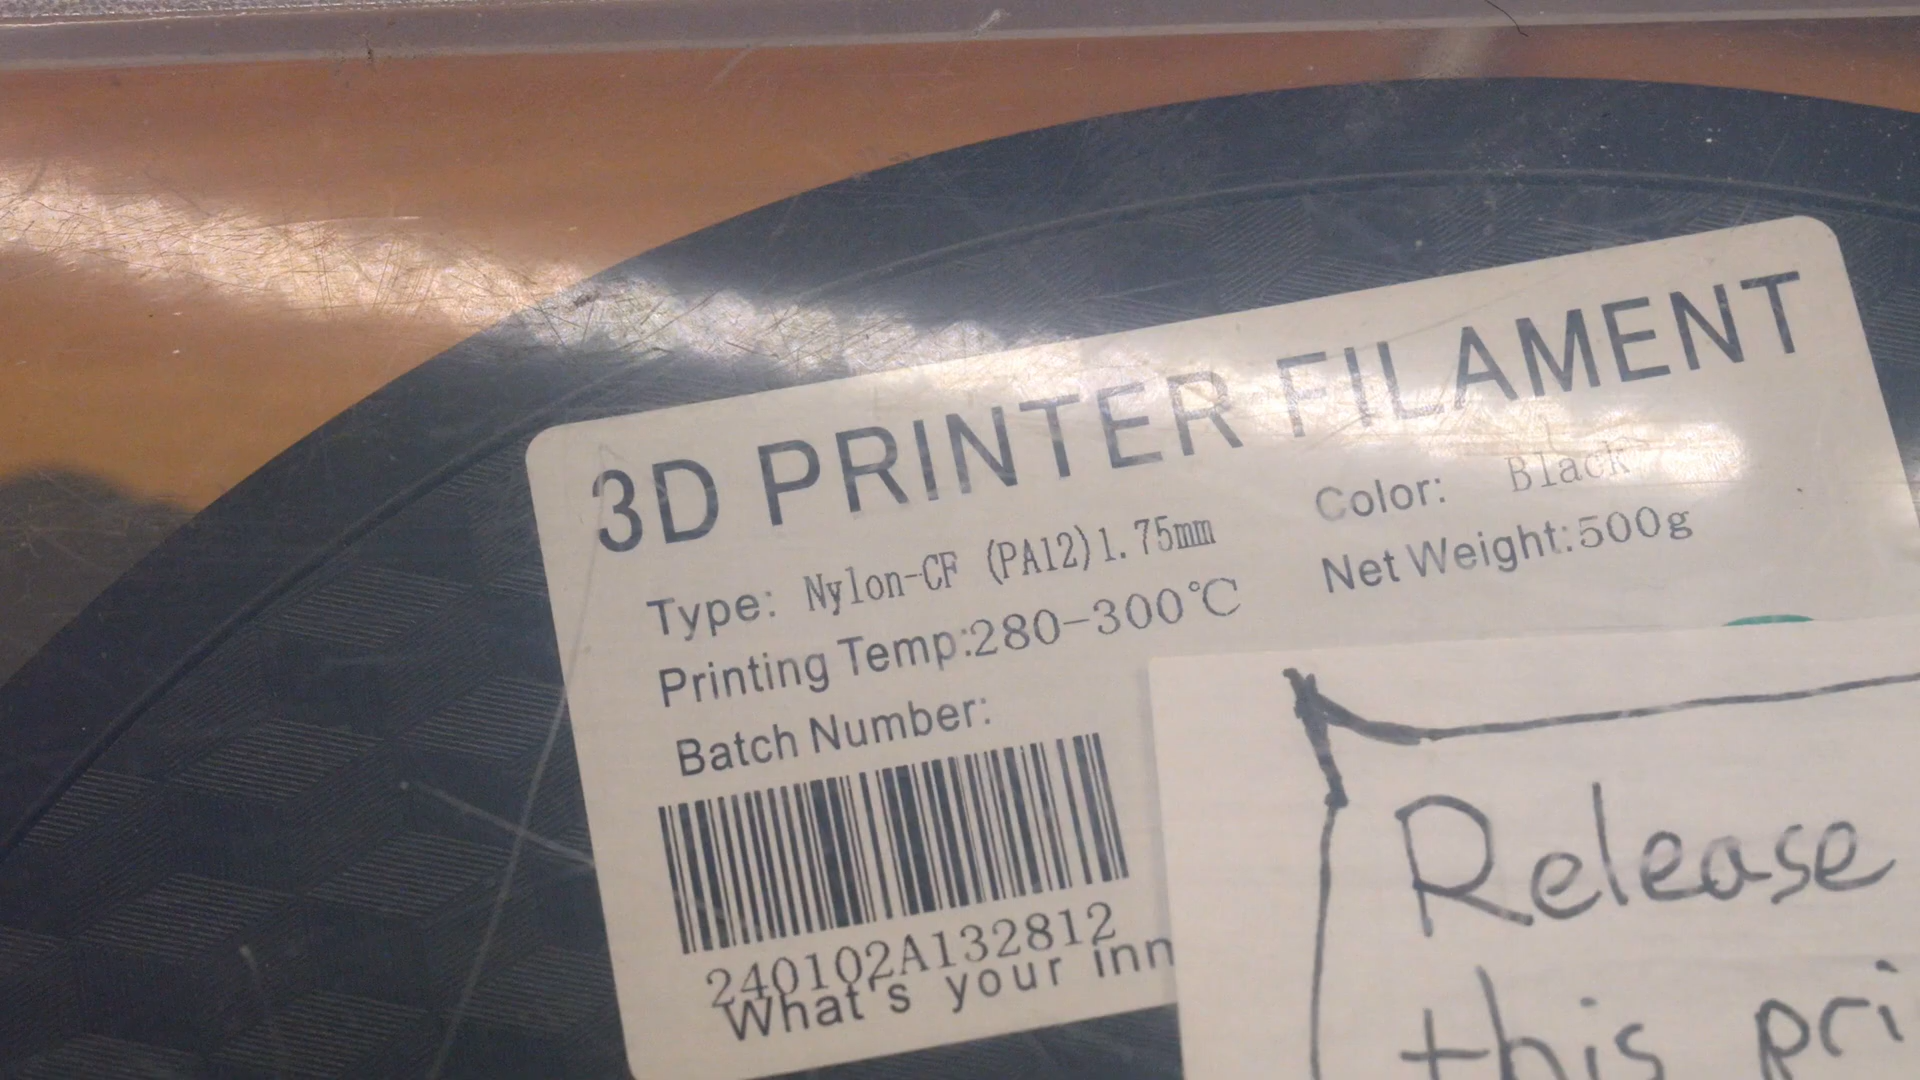 3D PRINTER FILAMENT
Type: Nylon-CF (PA12)1.75mm
Color: Black
Printing Temp:280-300℃
Net Weight:500g
Batch Number:
240102A132812
What's your inn
Release
this pri